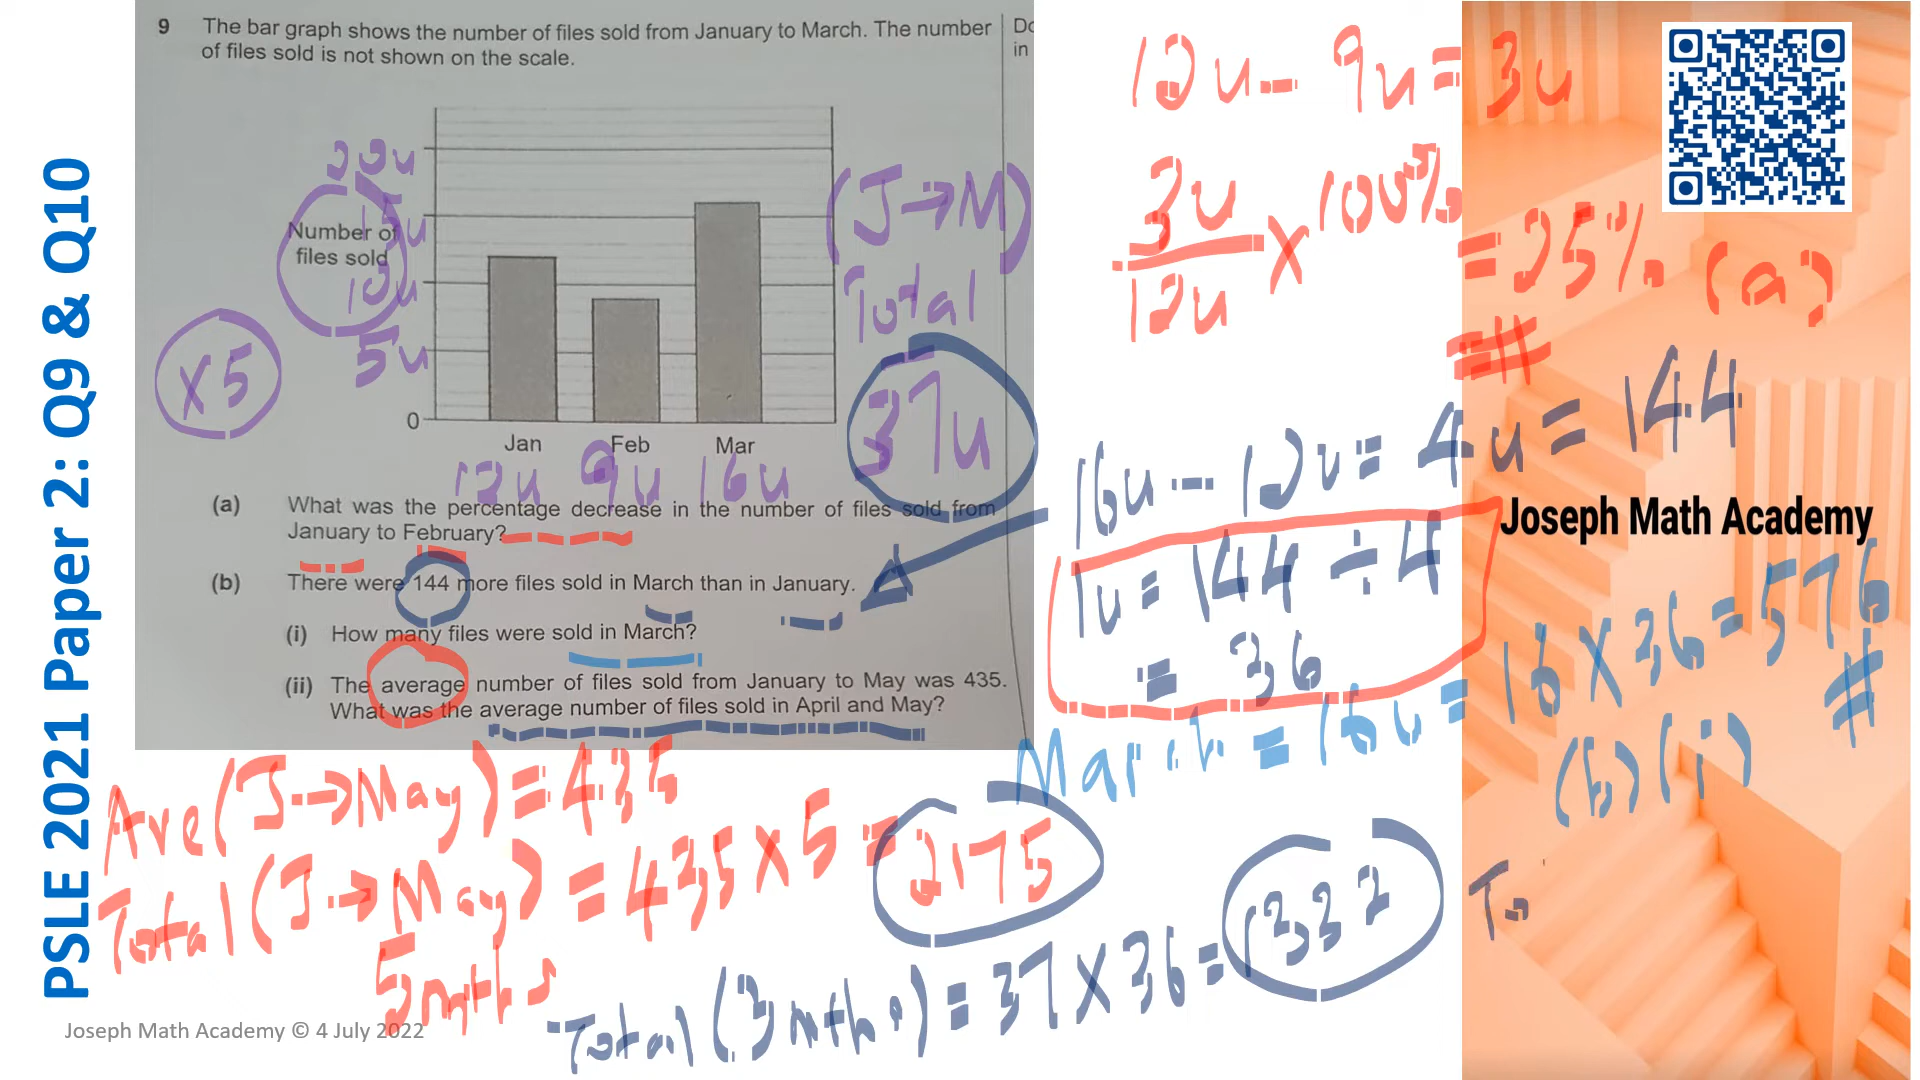 PSLE 2021 Paper 2: Q9 & Q10
9 The bar graph shows the number of files sold from January to March. The number
of files sold is not shown on the scale.
Do
in
20u
15u
10u
5u
Number of
files sold
0
×5
Jan Feb Mar
12u 9u 16u
(J→M)
Total
37u
(a) What was the percentage decrease in the number of files sold from
January to February?
(b) There were 144 more files sold in March than in January.
(i) How many files were sold in March?
(ii) The average number of files sold from January to May was 435.
What was the average number of files sold in April and May?
12u - 9u = 3u
3u/12u × 100% = 25% (a)
16u - 12u = 4u = 144
1u = 144 ÷ 4
= 36
March = 16u = 16 × 36 = 576
(b)(i)
Joseph Math Academy
Ave (J→May) = 435
Total (J→May) = 435 × 5 = 2175
5mths
Total (3mths) = 37 × 36 = 1332
To
Joseph Math Academy © 4 July 2022